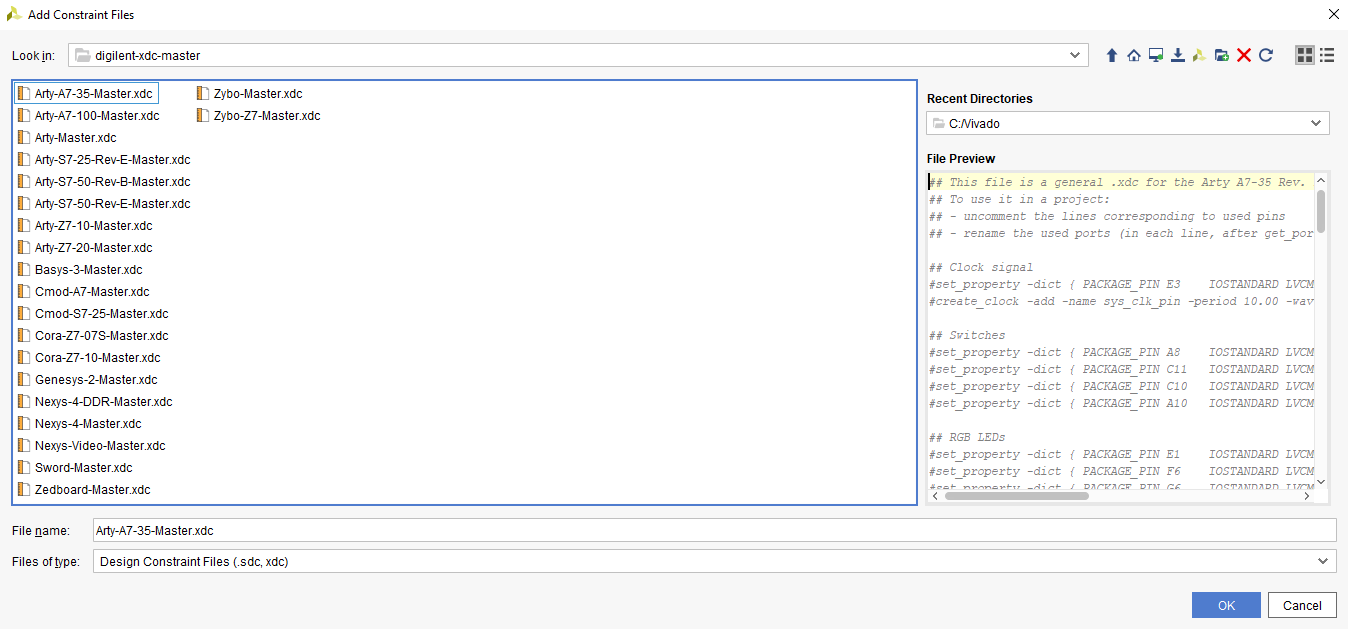 Add Constraint Files
Look in:
digilent-xdc-master
Arty-A7-35-Master.xdc
Arty-A7-100-Master.xdc
Arty-Master.xdc
Arty-S7-25-Rev-E-Master.xdc
Arty-S7-50-Rev-B-Master.xdc
Arty-S7-50-Rev-E-Master.xdc
Arty-Z7-10-Master.xdc
Arty-Z7-20-Master.xdc
Basys-3-Master.xdc
Cmod-A7-Master.xdc
Cmod-S7-25-Master.xdc
Cora-Z7-07S-Master.xdc
Cora-Z7-10-Master.xdc
Genesys-2-Master.xdc
Nexys-4-DDR-Master.xdc
Nexys-4-Master.xdc
Nexys-Video-Master.xdc
Sword-Master.xdc
Zedboard-Master.xdc
Zybo-Master.xdc
Zybo-Z7-Master.xdc
Recent Directories
C:/Vivado
File Preview
## This file is a general .xdc for the Arty A7-35 Rev.
## To use it in a project:
## - uncomment the lines corresponding to used pins
## - rename the used ports (in each line, after get_por
## Clock signal
#set_property -dict { PACKAGE_PIN E3    IOSTANDARD LVCM
#create_clock -add -name sys_clk_pin -period 10.00 -wav
## Switches
#set_property -dict { PACKAGE_PIN A8    IOSTANDARD LVCM
#set_property -dict { PACKAGE_PIN C11   IOSTANDARD LVCM
#set_property -dict { PACKAGE_PIN C10   IOSTANDARD LVCM
#set_property -dict { PACKAGE_PIN A10   IOSTANDARD LVCM
## RGB LEDs
#set_property -dict { PACKAGE_PIN E1    IOSTANDARD LVCM
#set_property -dict { PACKAGE_PIN F6    IOSTANDARD LVCM
#set_property -dict { PACKAGE_PIN G6    IOSTANDARD LVCM
File name:
Arty-A7-35-Master.xdc
Files of type:
Design Constraint Files (.sdc, xdc)
OK
Cancel